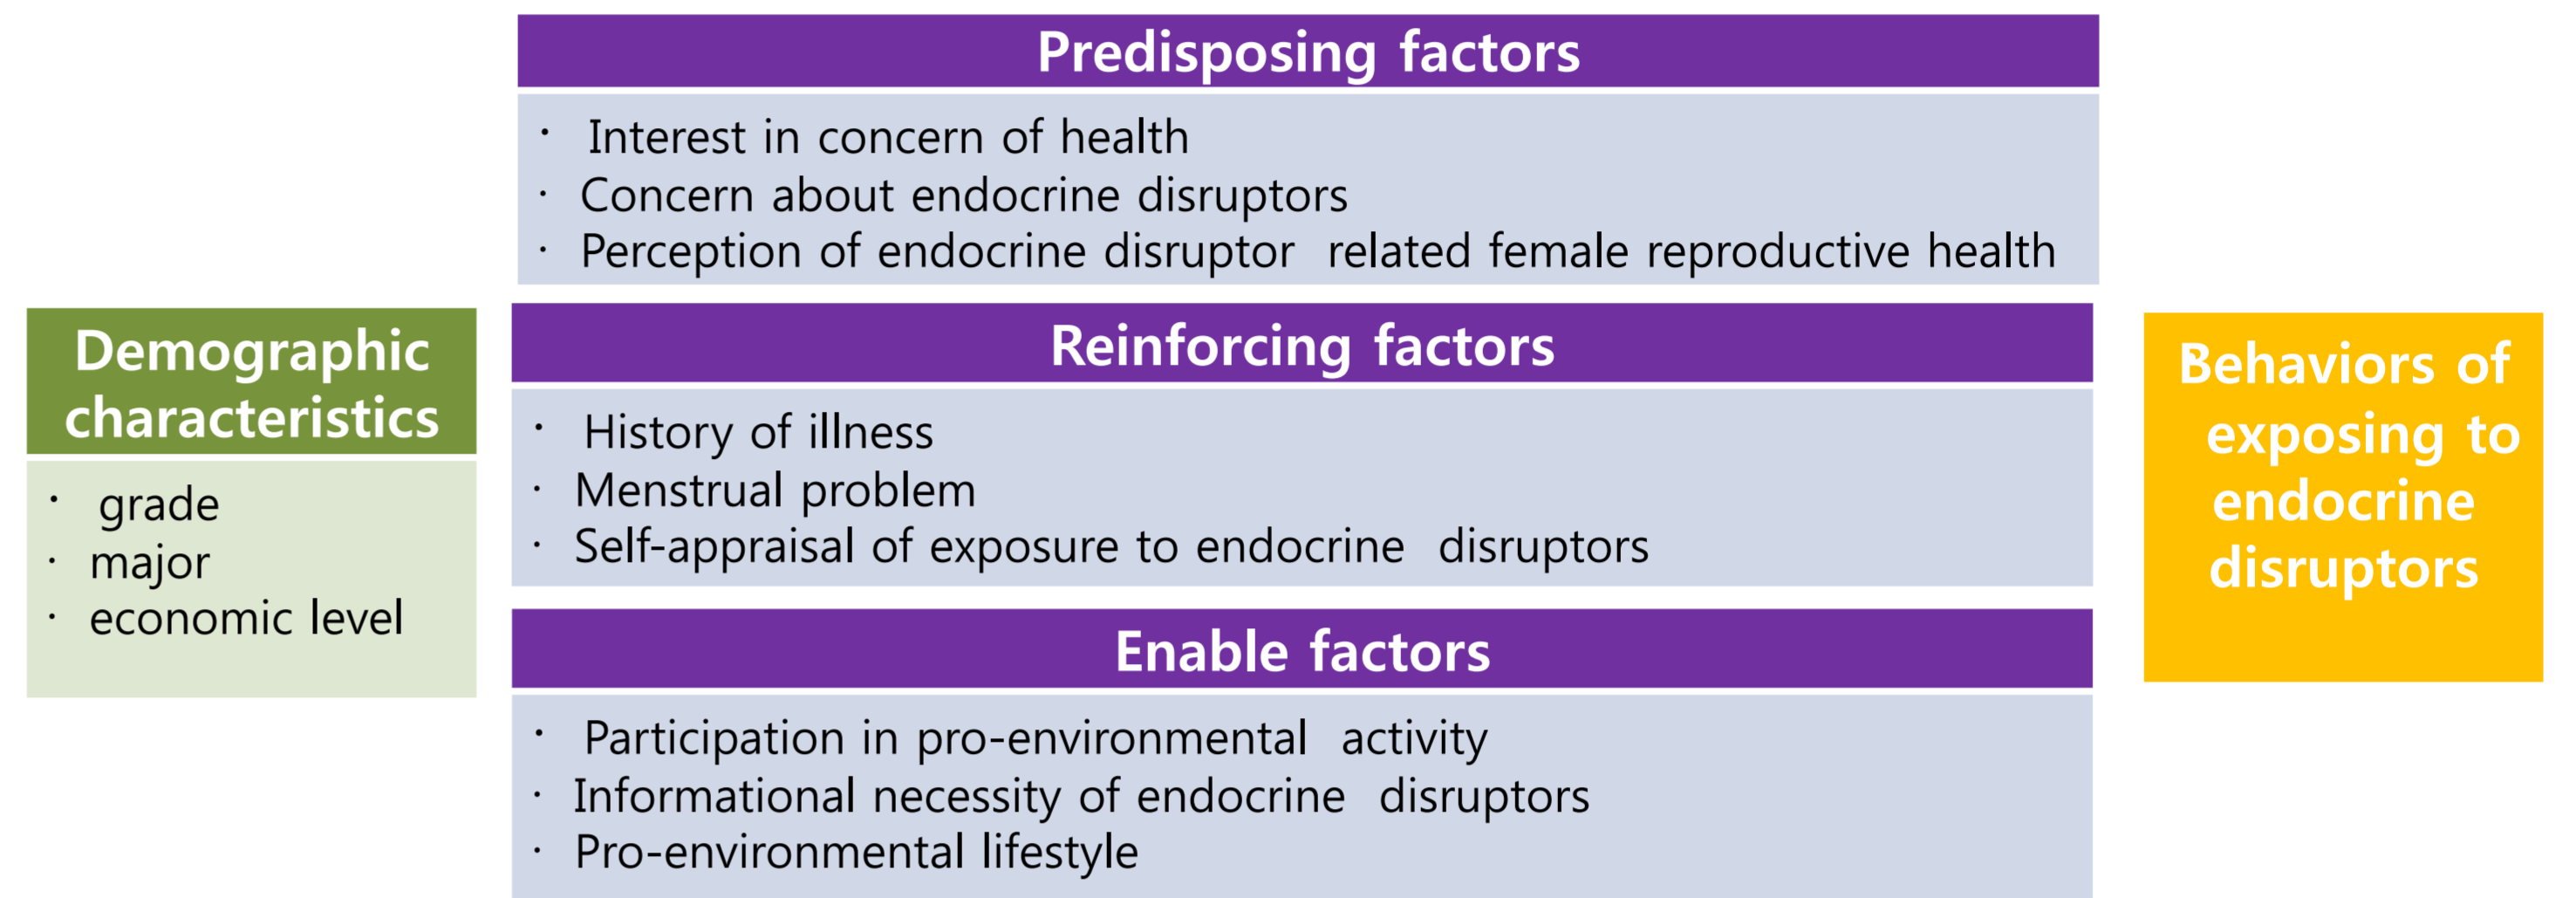 Predisposing factors
· Interest in concern of health
· Concern about endocrine disruptors
· Perception of endocrine disruptor related female reproductive health
Demographic
characteristics
· grade
· major
· economic level
Reinforcing factors
· History of illness
· Menstrual problem
· Self-appraisal of exposure to endocrine disruptors
Enable factors
· Participation in pro-environmental activity
· Informational necessity of endocrine disruptors
· Pro-environmental lifestyle
Behaviors of
exposing to
endocrine
disruptors